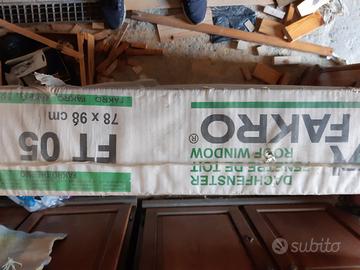 FAKRO®
DACHFENSTER
FENETRE DE TOIT
ROOF WINDOW
FT 05
78 x 98 cm
FAKRO
subito